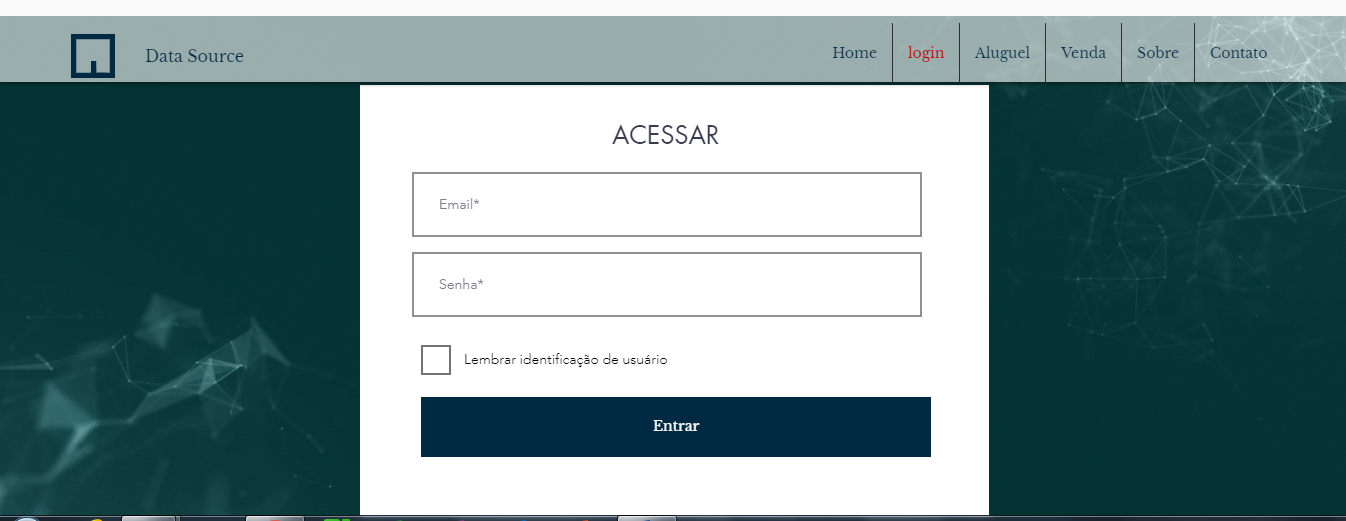 Data Source
Home login Aluguel Venda Sobre Contato
ACESSAR
Email*
Senha*
Lembrar identificação de usuário
Entrar